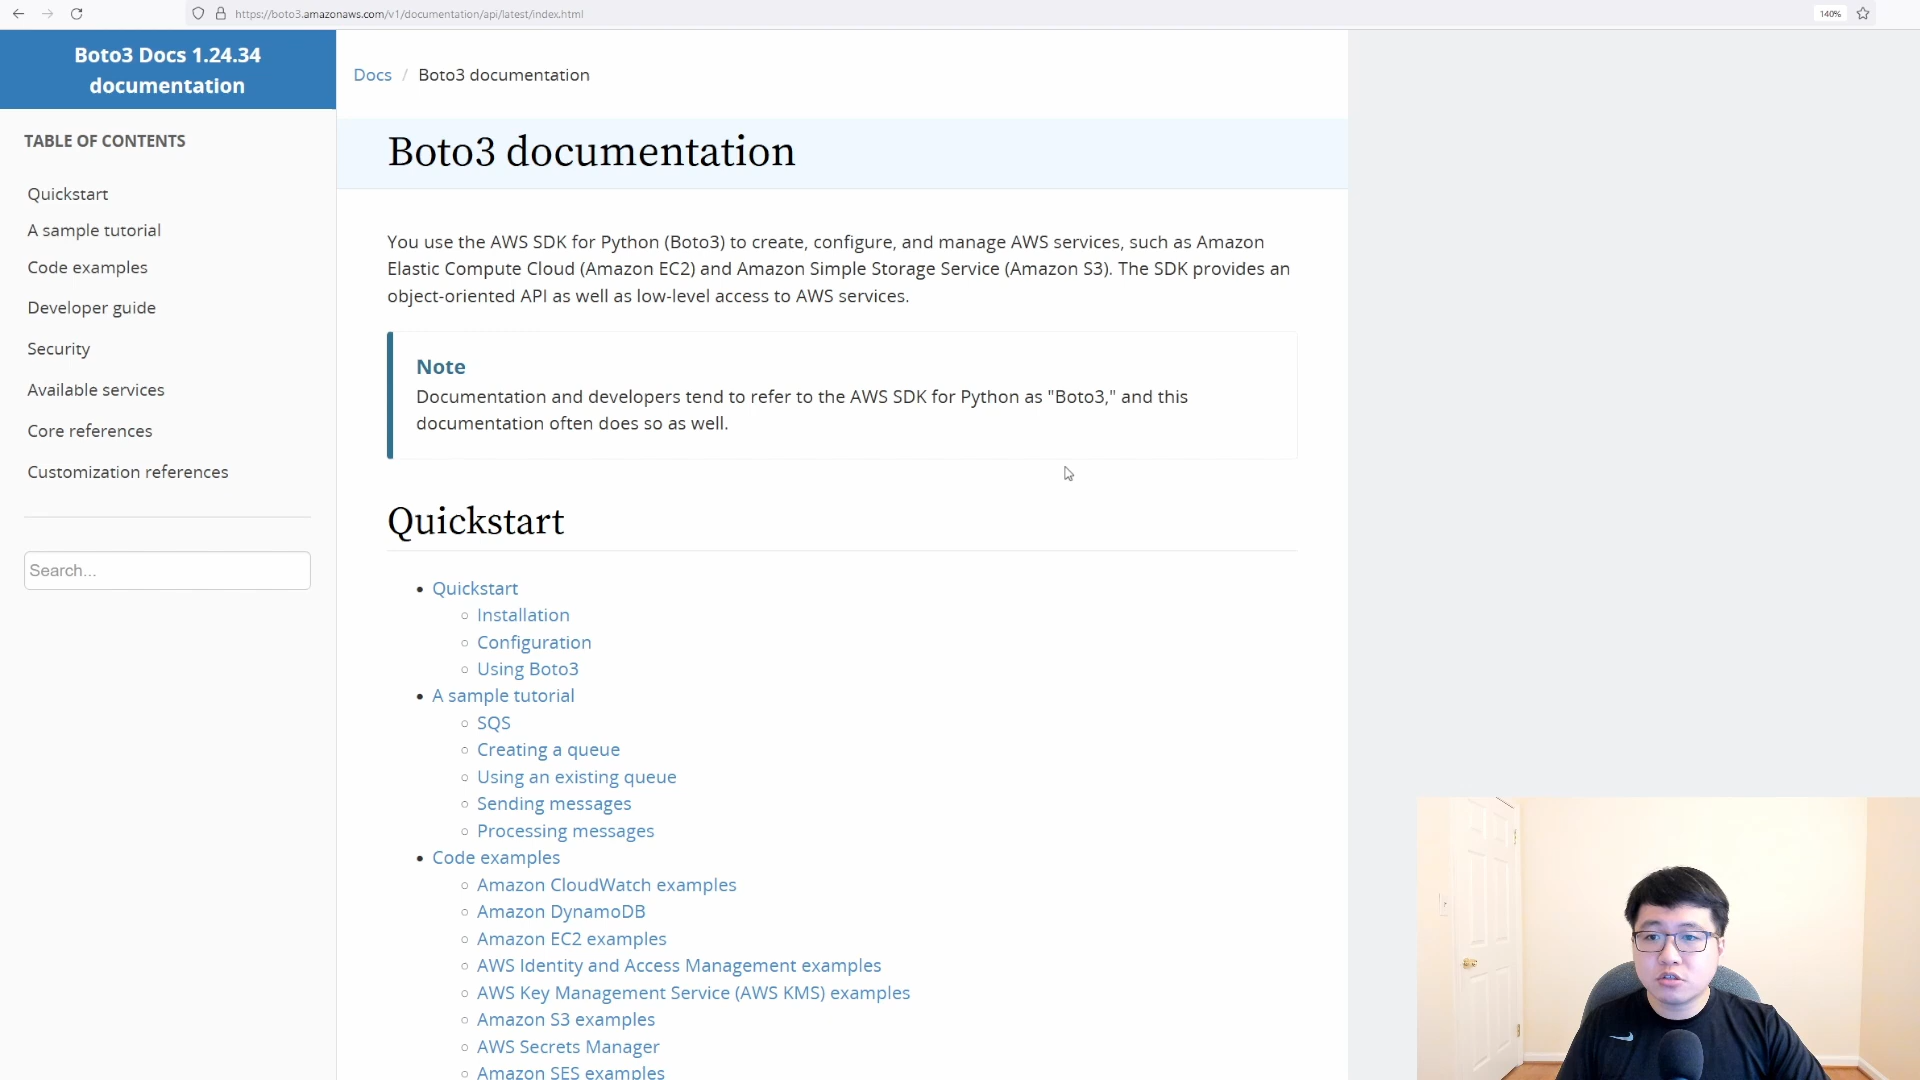 https://boto3.amazonaws.com/v1/documentation/api/latest/index.html
140%
Boto3 Docs 1.24.34
documentation
TABLE OF CONTENTS
Quickstart
A sample tutorial
Code examples
Developer guide
Security
Available services
Core references
Customization references
Search...
Docs / Boto3 documentation
Boto3 documentation
You use the AWS SDK for Python (Boto3) to create, configure, and manage AWS services, such as Amazon
Elastic Compute Cloud (Amazon EC2) and Amazon Simple Storage Service (Amazon S3). The SDK provides an
object-oriented API as well as low-level access to AWS services.
Note
Documentation and developers tend to refer to the AWS SDK for Python as "Boto3," and this
documentation often does so as well.
Quickstart
Quickstart
Installation
Configuration
Using Boto3
A sample tutorial
SQS
Creating a queue
Using an existing queue
Sending messages
Processing messages
Code examples
Amazon CloudWatch examples
Amazon DynamoDB
Amazon EC2 examples
AWS Identity and Access Management examples
AWS Key Management Service (AWS KMS) examples
Amazon S3 examples
AWS Secrets Manager
Amazon SES examples